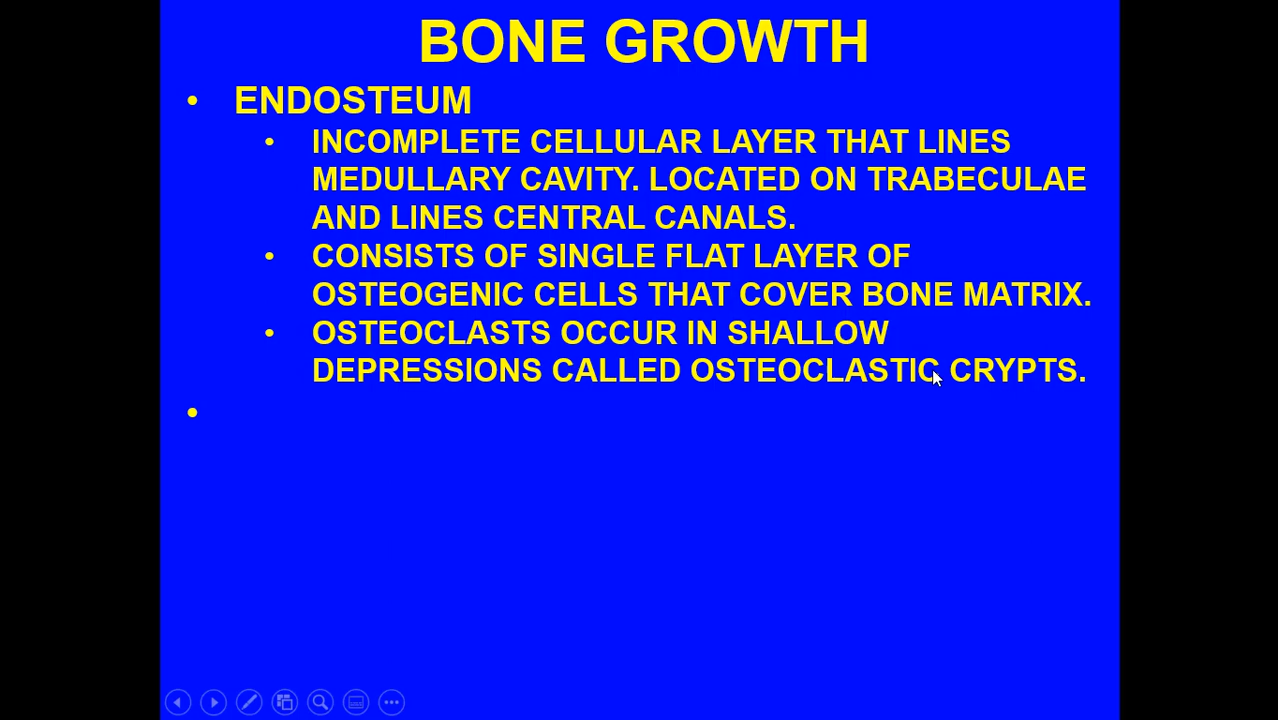 BONE GROWTH
• ENDOSTEUM
• INCOMPLETE CELLULAR LAYER THAT LINES
MEDULLARY CAVITY. LOCATED ON TRABECULAE
AND LINES CENTRAL CANALS.
• CONSISTS OF SINGLE FLAT LAYER OF
OSTEOGENIC CELLS THAT COVER BONE MATRIX.
• OSTEOCLASTS OCCUR IN SHALLOW
DEPRESSIONS CALLED OSTEOCLASTIC CRYPTS.
•